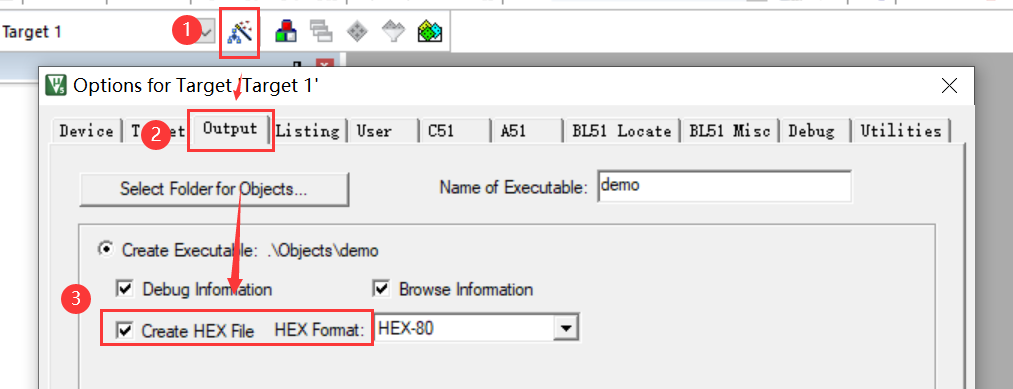 Target 1
1
Options for Target 'Target 1'
2
Device Target Output Listing User C51 A51 BL51 Locate BL51 Misc Debug Utilities
Select Folder for Objects... Name of Executable: demo
Create Executable: .\Objects\demo
Debug Information Browse Information
3
Create HEX File HEX Format: HEX-80